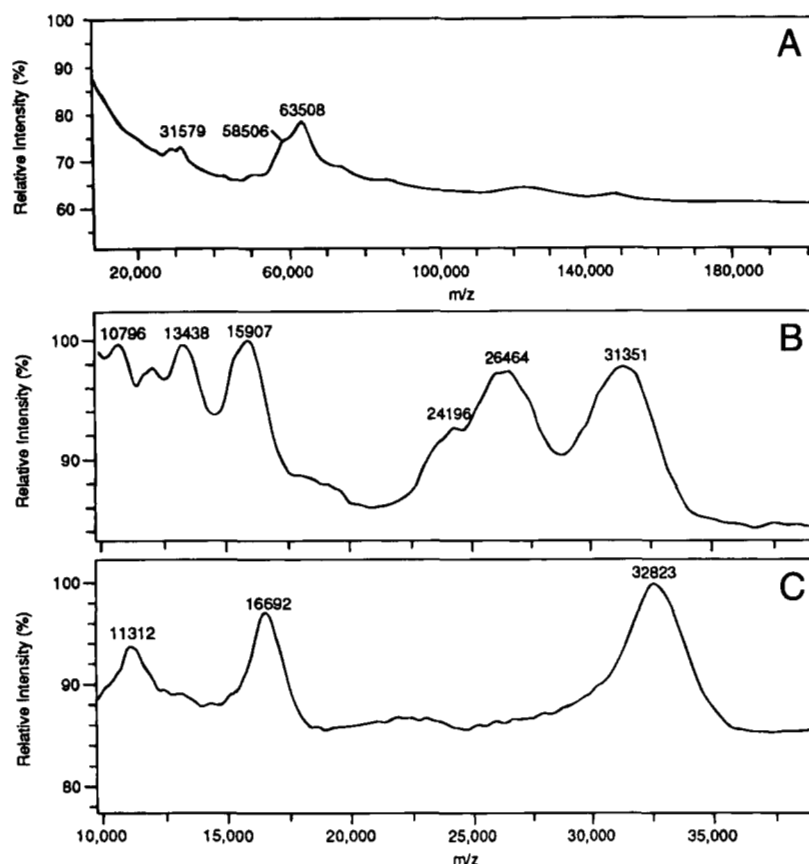 A
Relative Intensity (%)
100
90
80
70
60
31579
58506
63508
20,000 60,000 100,000 140,000 180,000
m/z
B
Relative Intensity (%)
100
90
10796 13438 15907
24196
26464
31351
C
Relative Intensity (%)
100
90
80
11312
16692
32823
10,000 15,000 20,000 25,000 30,000 35,000
m/z